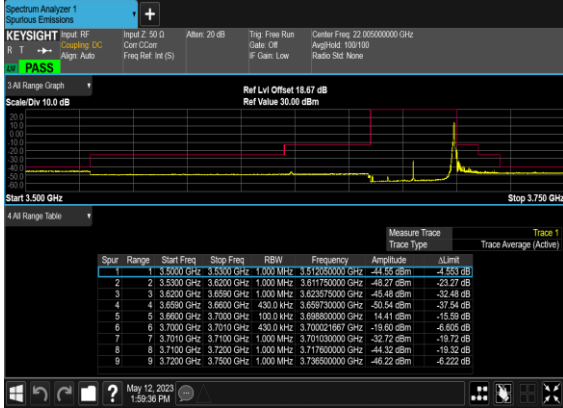 Spectrum Analyzer 1
Spurious Emissions
KEYSIGHT Input: RF
R T Coupling: DC
Align: Auto
LXI PASS
Input Z: 50 Ω
Corr CCorr
Freq Ref: Int (S)
Atten: 20 dB
Trig: Free Run
Gate: Off
IF Gain: Low
Center Freq: 22.005000000 GHz
Avg|Hold: 100/100
Radio Std: None
3 All Range Graph
Scale/Div 10.0 dB
Ref Lvl Offset 18.67 dB
Ref Value 30.00 dBm
20.0
10.0
0.00
-10.0
-20.0
-30.0
-40.0
-50.0
-60.0
Start 3.500 GHz Stop 3.750 GHz
4 All Range Table
Measure Trace Trace 1
Trace Type Trace Average (Active)
Spur Range Start Freq Stop Freq RBW Frequency Amplitude ΔLimit
1 1 3.5000 GHz 3.5300 GHz 1.000 MHz 3.512050000 GHz -44.55 dBm -4.553 dB
2 2 3.5300 GHz 3.6200 GHz 1.000 MHz 3.611750000 GHz -48.27 dBm -23.27 dB
3 3 3.6200 GHz 3.6590 GHz 1.000 MHz 3.623575000 GHz -45.48 dBm -32.48 dB
4 4 3.6590 GHz 3.6600 GHz 430.0 kHz 3.659730000 GHz -50.54 dBm -37.54 dB
5 5 3.6600 GHz 3.7000 GHz 100.0 kHz 3.698800000 GHz 14.41 dBm -15.59 dB
6 6 3.7000 GHz 3.7010 GHz 430.0 kHz 3.700021667 GHz -19.60 dBm -6.605 dB
7 7 3.7010 GHz 3.7100 GHz 1.000 MHz 3.701030000 GHz -32.72 dBm -19.72 dB
8 8 3.7100 GHz 3.7200 GHz 1.000 MHz 3.717600000 GHz -44.32 dBm -19.32 dB
9 9 3.7200 GHz 3.7500 GHz 1.000 MHz 3.736500000 GHz -46.22 dBm -6.222 dB
May 12, 2023
1:59:36 PM